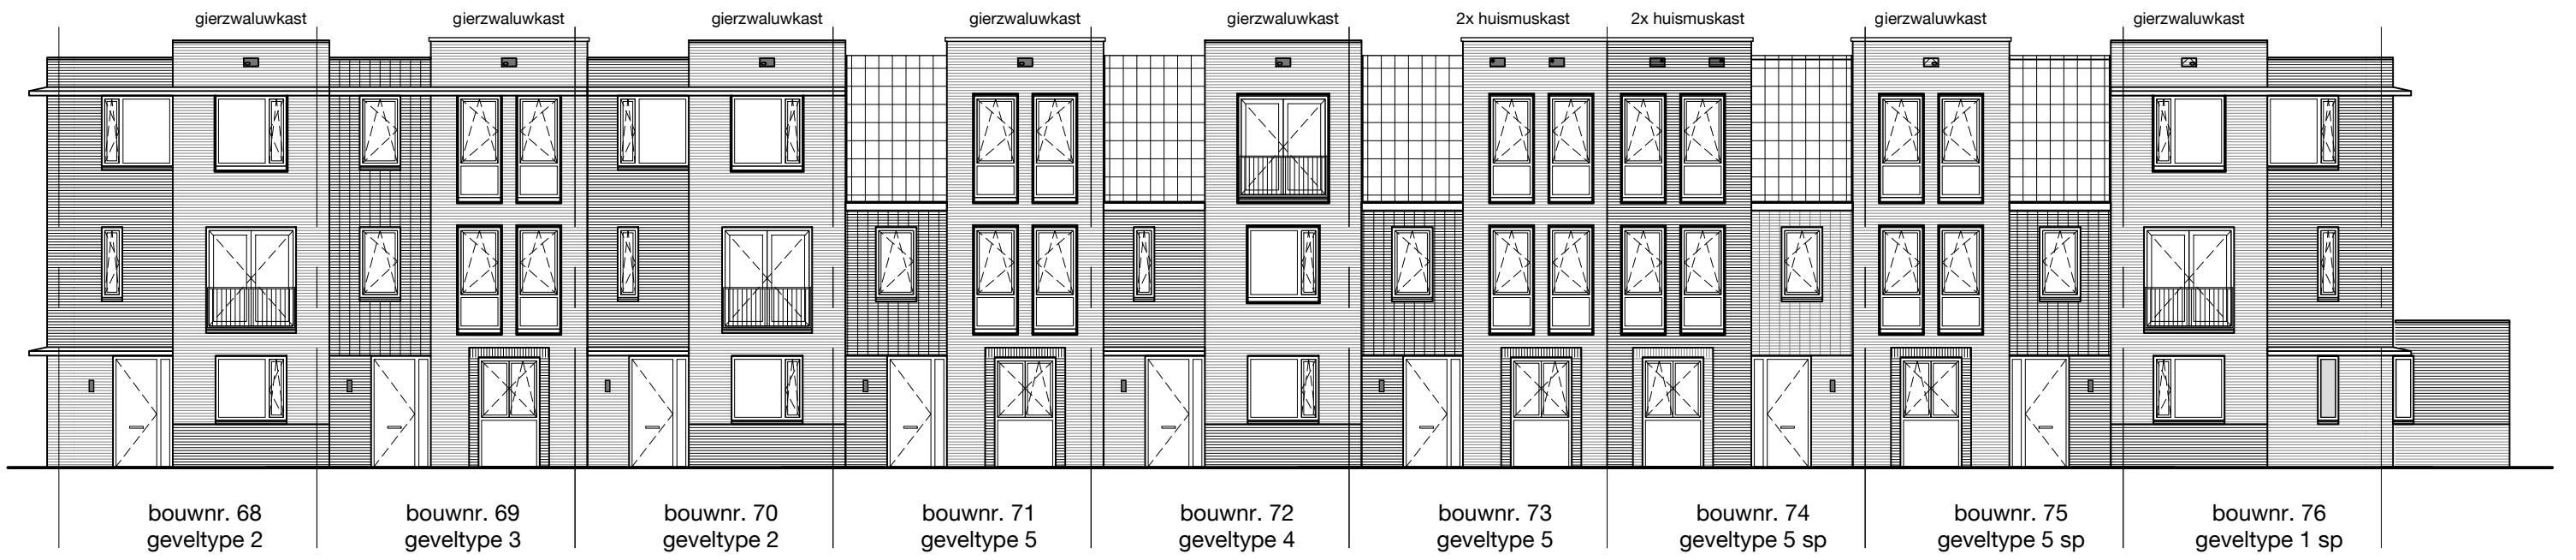 gierzwaluwkast gierzwaluwkast gierzwaluwkast gierzwaluwkast gierzwaluwkast 2x huismuskast 2x huismuskast gierzwaluwkast gierzwaluwkast
bouwnr. 68 bouwnr. 69 bouwnr. 70 bouwnr. 71 bouwnr. 72 bouwnr. 73 bouwnr. 74 bouwnr. 75 bouwnr. 76
geveltype 2 geveltype 3 geveltype 2 geveltype 5 geveltype 4 geveltype 5 geveltype 5 sp geveltype 5 sp geveltype 1 sp